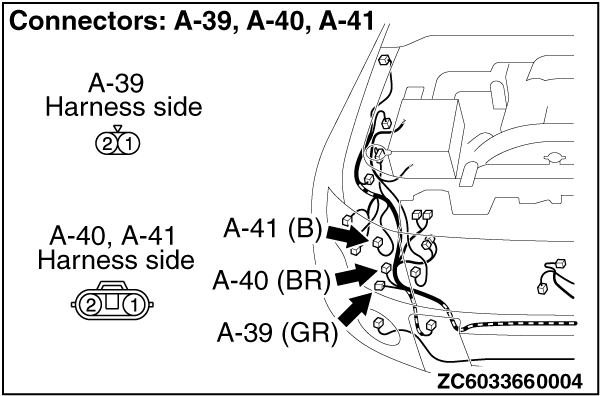 Connectors: A-39, A-40, A-41
A-39
Harness side
2 1
A-40, A-41
Harness side
2 1
A-41 (B)
A-40 (BR)
A-39 (GR)
ZC6033660004